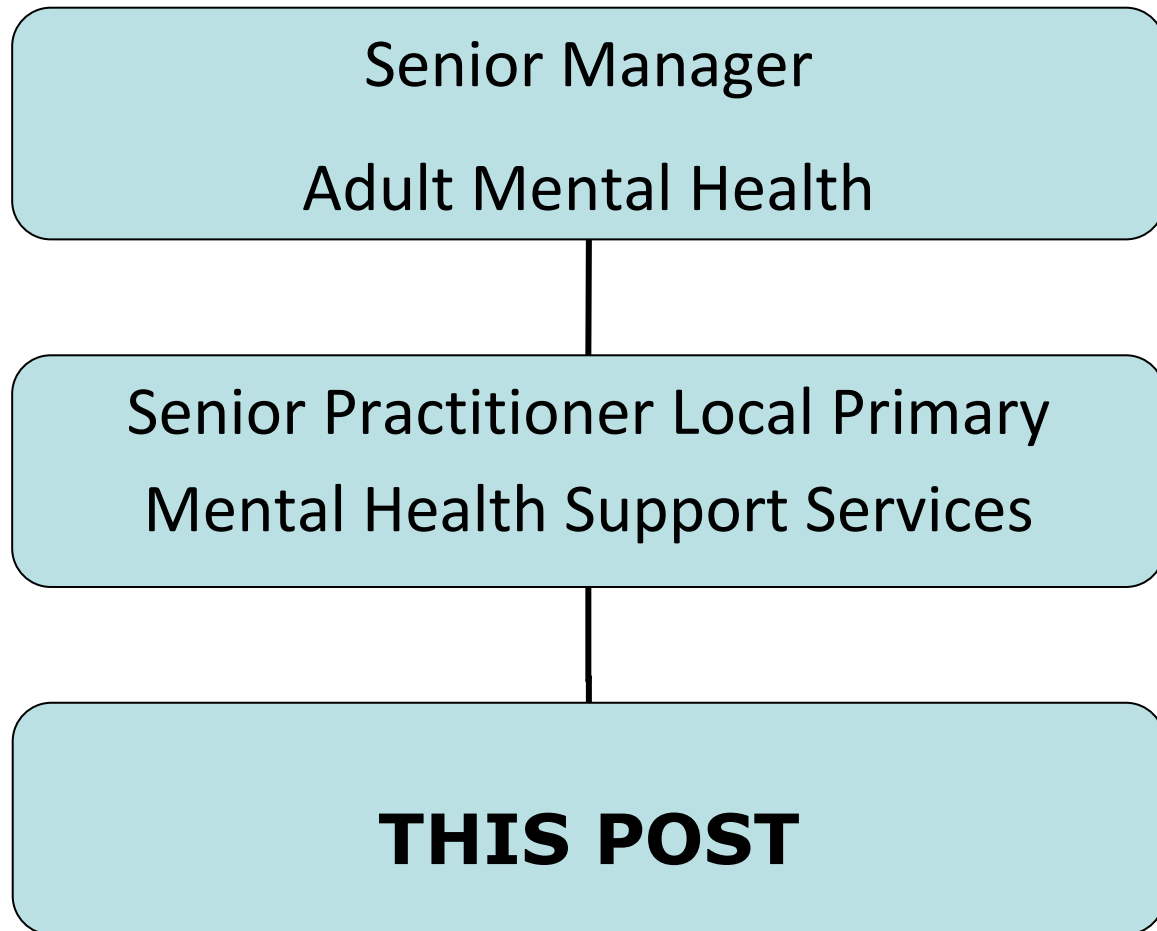 Senior Manager
Adult Mental Health
Senior Practitioner Local Primary
Mental Health Support Services
THIS POST